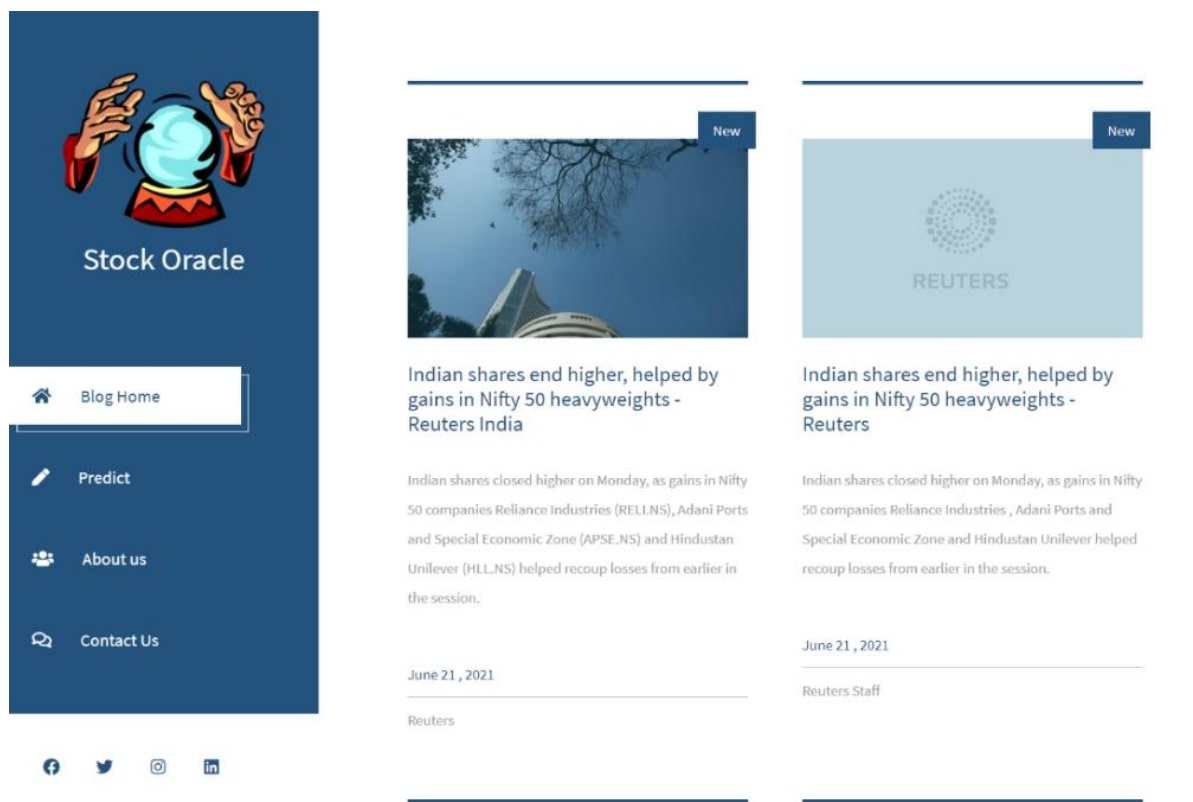 Stock Oracle
Blog Home
Predict
About us
Contact Us
New
Indian shares end higher, helped by
gains in Nifty 50 heavyweights -
Reuters India
Indian shares closed higher on Monday, as gains in Nifty
50 companies Reliance Industries (RELI.NS), Adani Ports
and Special Economic Zone (APSE.NS) and Hindustan
Unilever (HLL.NS) helped recoup losses from earlier in
the session.
June 21 , 2021
Reuters
New
REUTERS
Indian shares end higher, helped by
gains in Nifty 50 heavyweights -
Reuters
Indian shares closed higher on Monday, as gains in Nifty
50 companies Reliance Industries , Adani Ports and
Special Economic Zone and Hindustan Unilever helped
recoup losses from earlier in the session.
June 21 , 2021
Reuters Staff